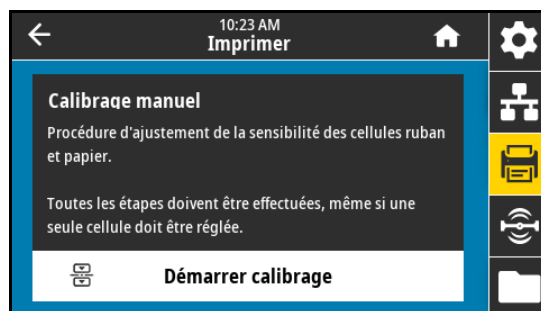 10:23 AM
Imprimer
Calibrage manuel
Procédure d'ajustement de la sensibilité des cellules ruban
et papier.
Toutes les étapes doivent être effectuées, même si une
seule cellule doit être réglée.
Démarrer calibrage